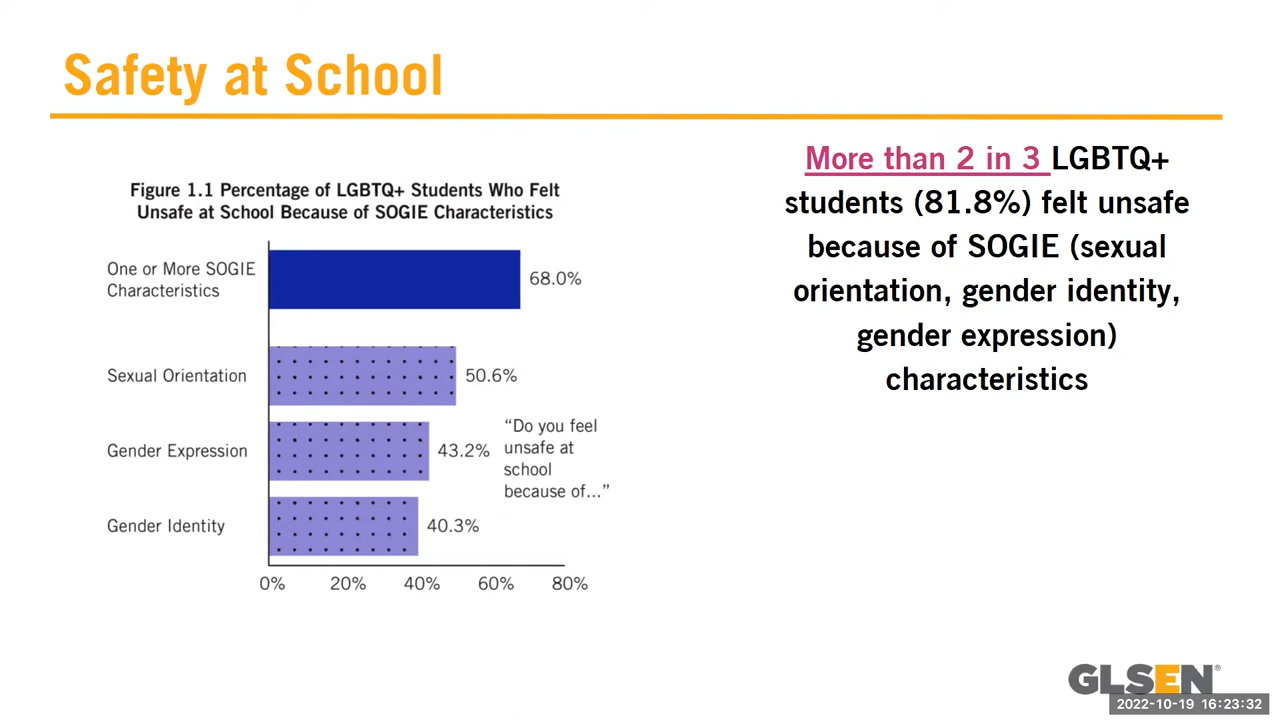 Safety at School
Figure 1.1 Percentage of LGBTQ+ Students Who Felt
Unsafe at School Because of SOGIE Characteristics
One or More SOGIE
Characteristics
68.0%
Sexual Orientation
50.6%
Gender Expression
43.2%
Gender Identity
40.3%
“Do you feel
unsafe at
school
because of...”
0% 20% 40% 60% 80%
More than 2 in 3 LGBTQ+
students (81.8%) felt unsafe
because of SOGIE (sexual
orientation, gender identity,
gender expression)
characteristics
GLSEN®
2022-10-19 16:23:32